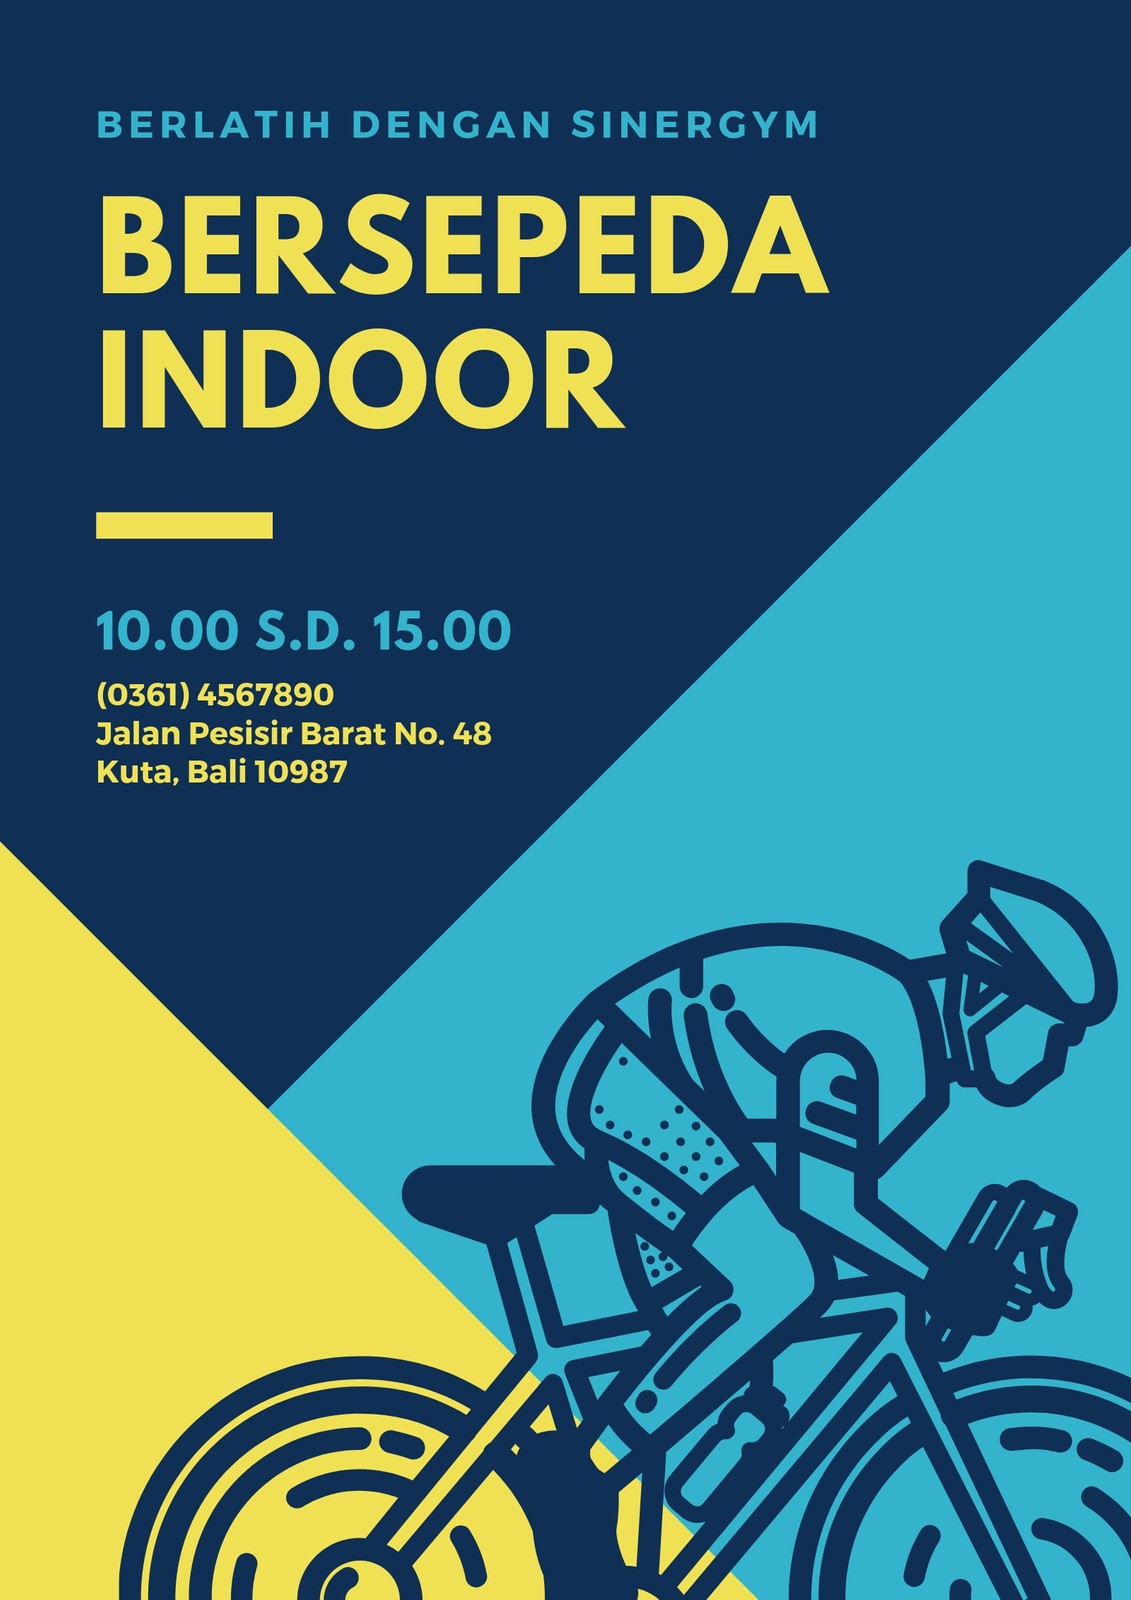 BERLATIH DENGAN SINERGYM
BERSEPEDA
INDOOR
10.00 S.D. 15.00
(0361) 4567890
Jalan Pesisir Barat No. 48
Kuta, Bali 10987